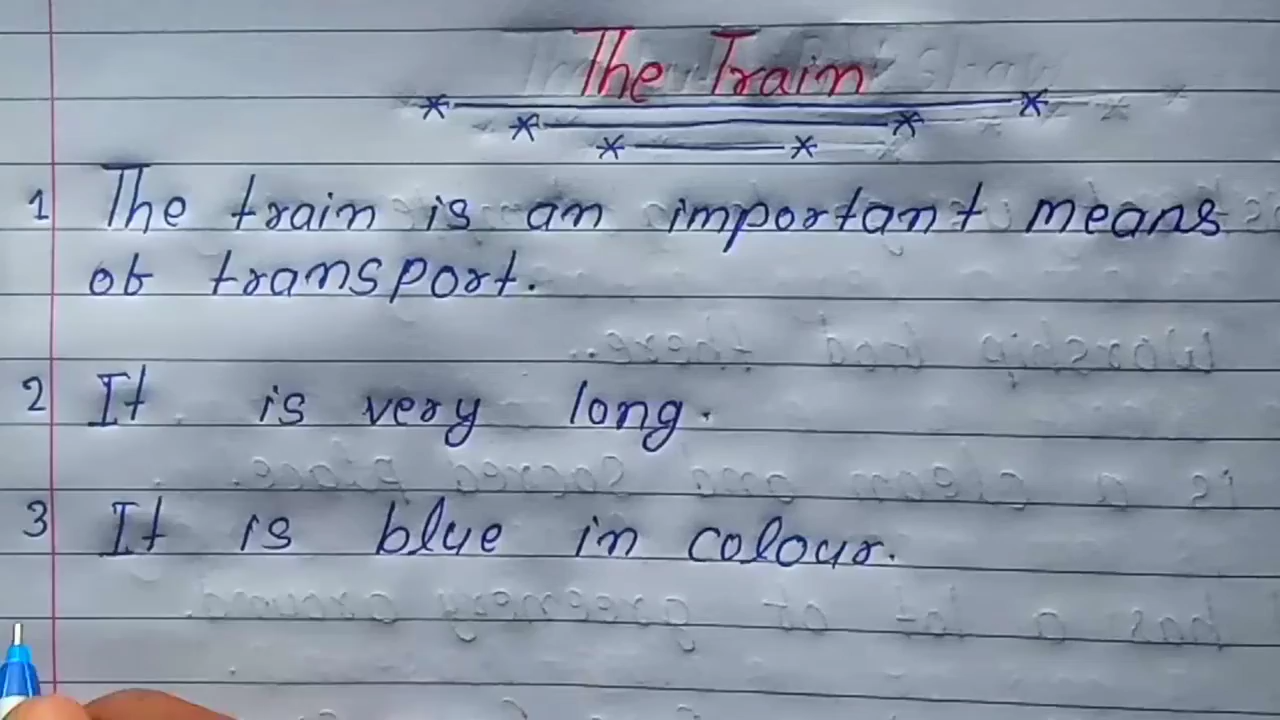 The Train
1 The train is an important means
of transport.
2 It is very long.
3 It is blue in colour.